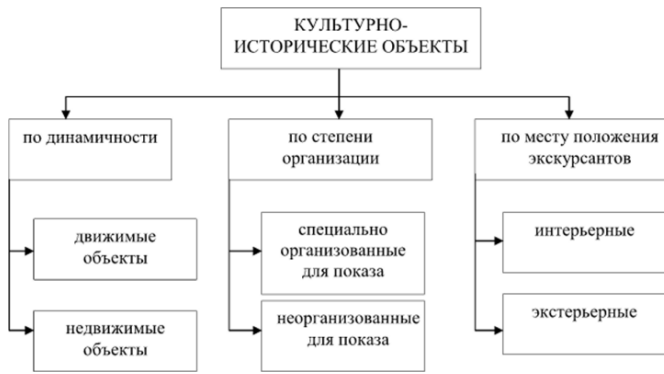 КУЛЬТУРНО-
ИСТОРИЧЕСКИЕ ОБЪЕКТЫ
по динамичности
по степени
организации
по месту положения
экскурсантов
движимые
объекты
специально
организованные
для показа
интерьерные
недвижимые
объекты
неорганизованные
для показа
экстерьерные